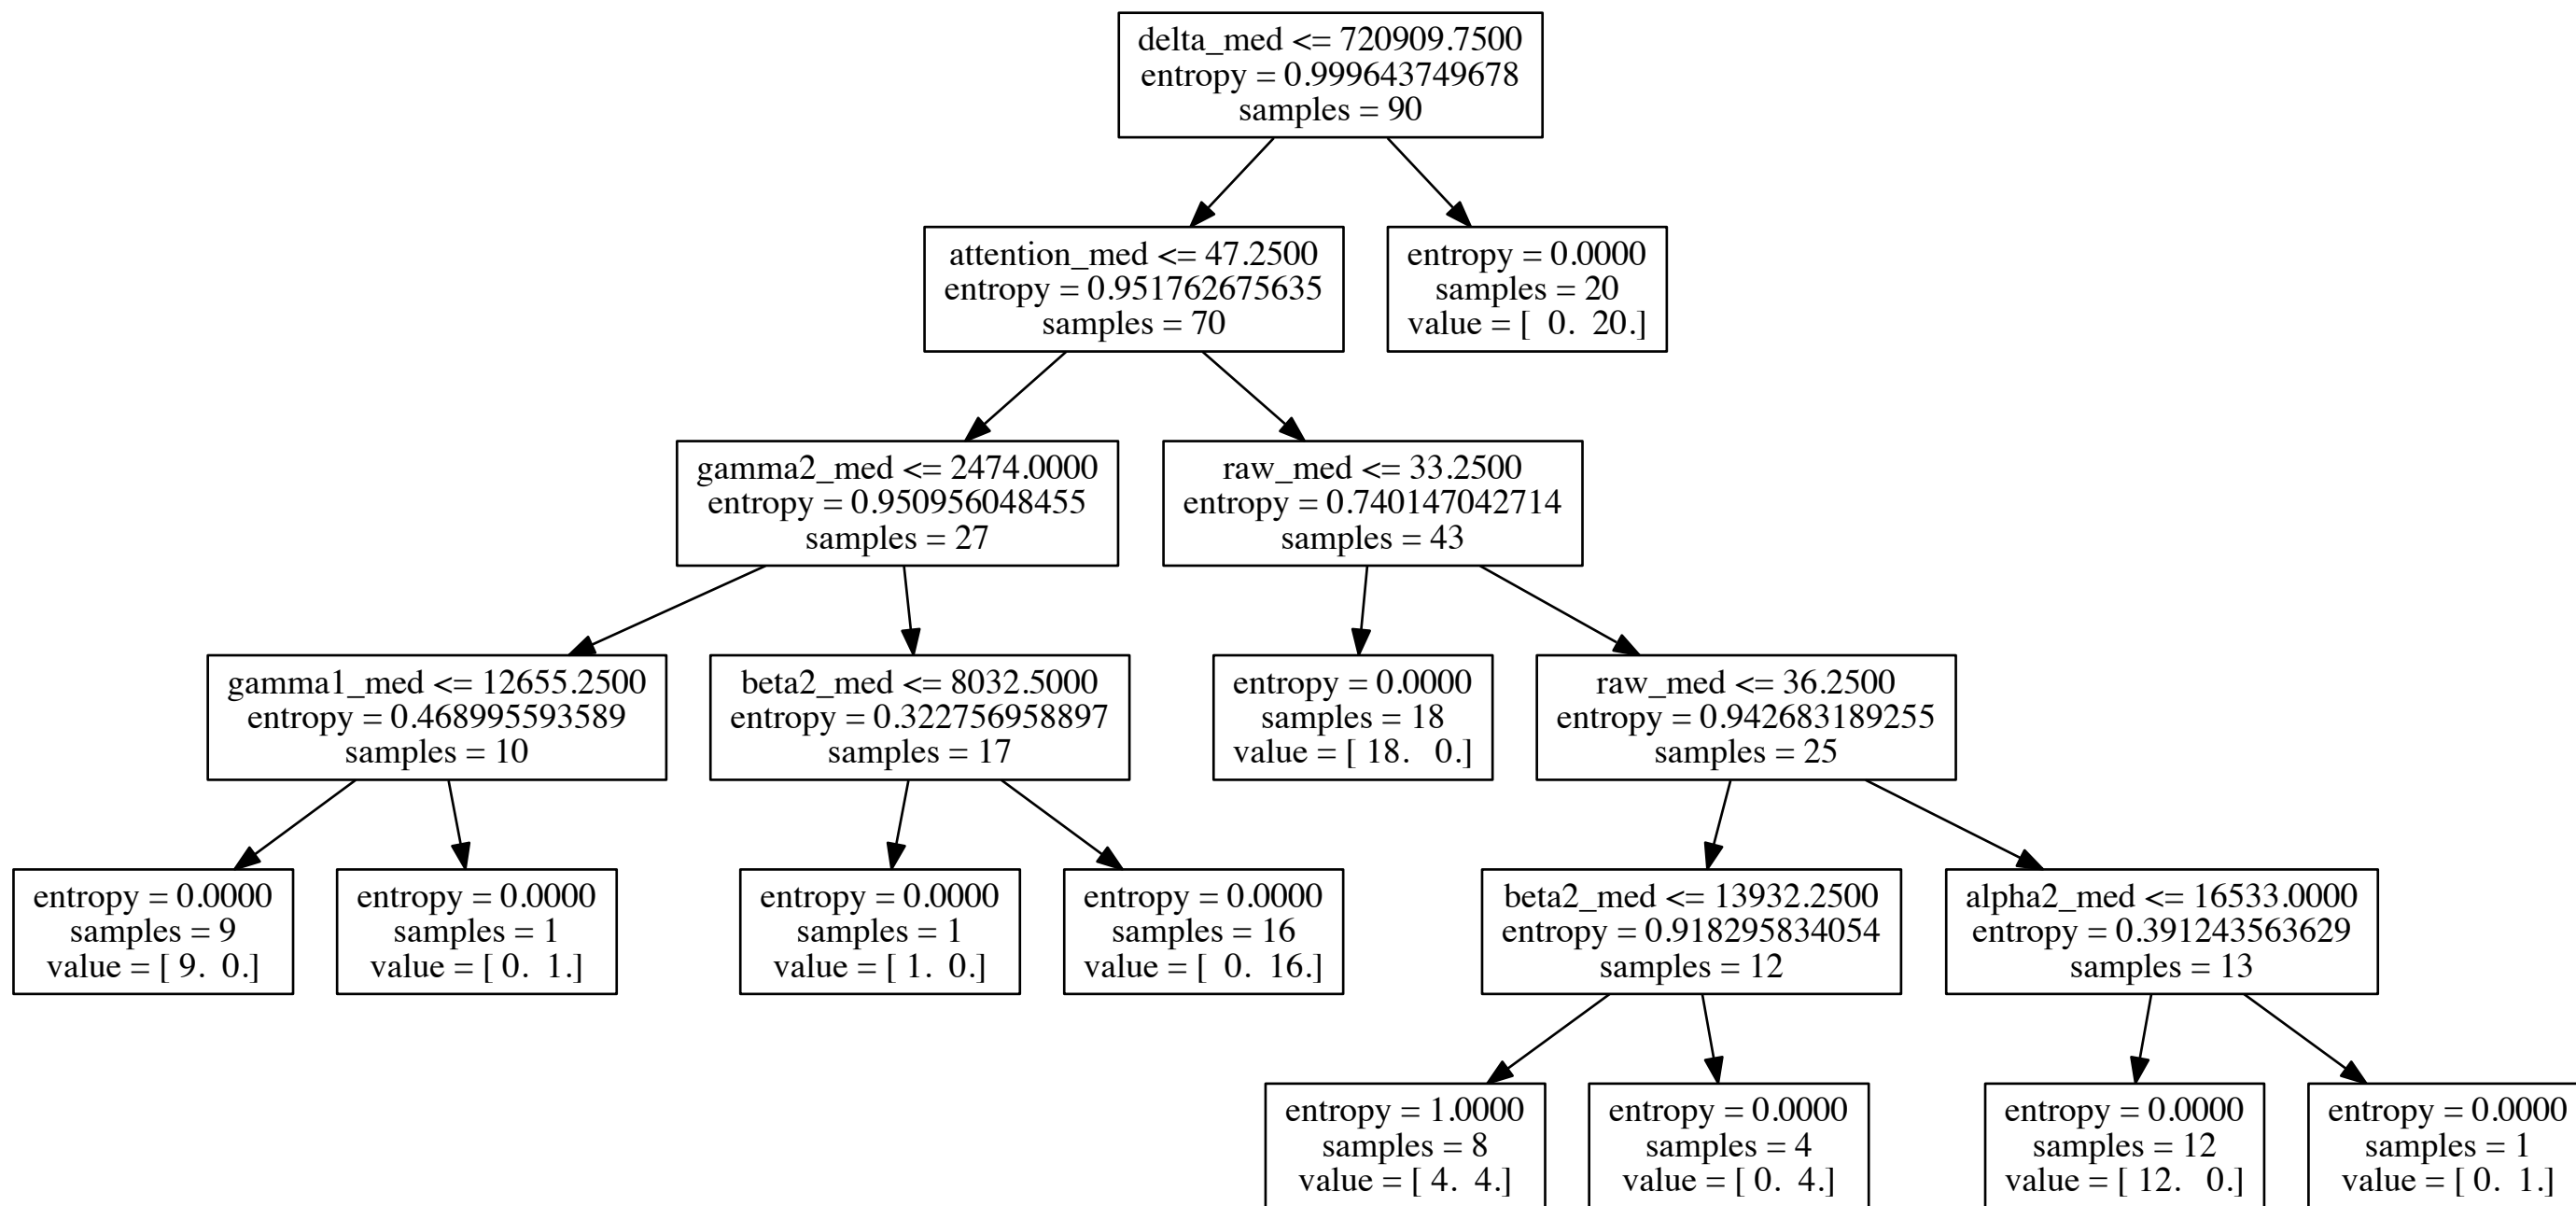 delta_med <= 720909.7500
entropy = 0.999643749678
samples = 90
attention_med <= 47.2500
entropy = 0.951762675635
samples = 70
entropy = 0.0000
samples = 20
value = [  0.  20.]
gamma2_med <= 2474.0000
entropy = 0.950956048455
samples = 27
raw_med <= 33.2500
entropy = 0.740147042714
samples = 43
gamma1_med <= 12655.2500
entropy = 0.468995593589
samples = 10
beta2_med <= 8032.5000
entropy = 0.322756958897
samples = 17
entropy = 0.0000
samples = 18
value = [ 18.   0.]
raw_med <= 36.2500
entropy = 0.942683189255
samples = 25
entropy = 0.0000
samples = 9
value = [ 9.  0.]
entropy = 0.0000
samples = 1
value = [ 0.  1.]
entropy = 0.0000
samples = 1
value = [ 1.  0.]
entropy = 0.0000
samples = 16
value = [  0.  16.]
beta2_med <= 13932.2500
entropy = 0.918295834054
samples = 12
alpha2_med <= 16533.0000
entropy = 0.391243563629
samples = 13
entropy = 1.0000
samples = 8
value = [ 4.  4.]
entropy = 0.0000
samples = 4
value = [ 0.  4.]
entropy = 0.0000
samples = 12
value = [ 12.   0.]
entropy = 0.0000
samples = 1
value = [ 0.  1.]